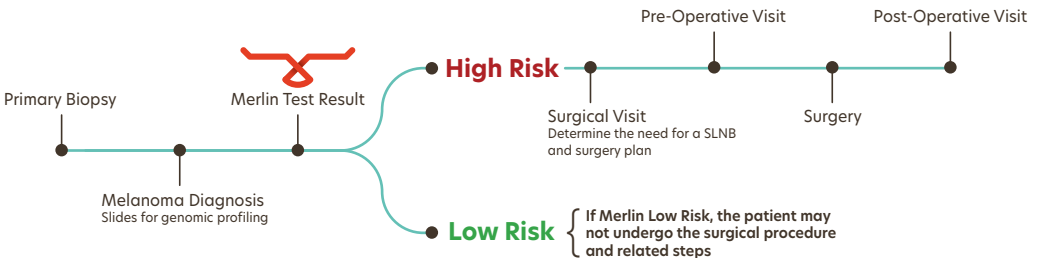 Pre-Operative Visit
Post-Operative Visit
High Risk
Primary Biopsy
Merlin Test Result
Surgical Visit
Determine the need for a SLNB
and surgery plan
Surgery
Melanoma Diagnosis
Slides for genomic profiling
Low Risk
If Merlin Low Risk, the patient may
not undergo the surgical procedure
and related steps